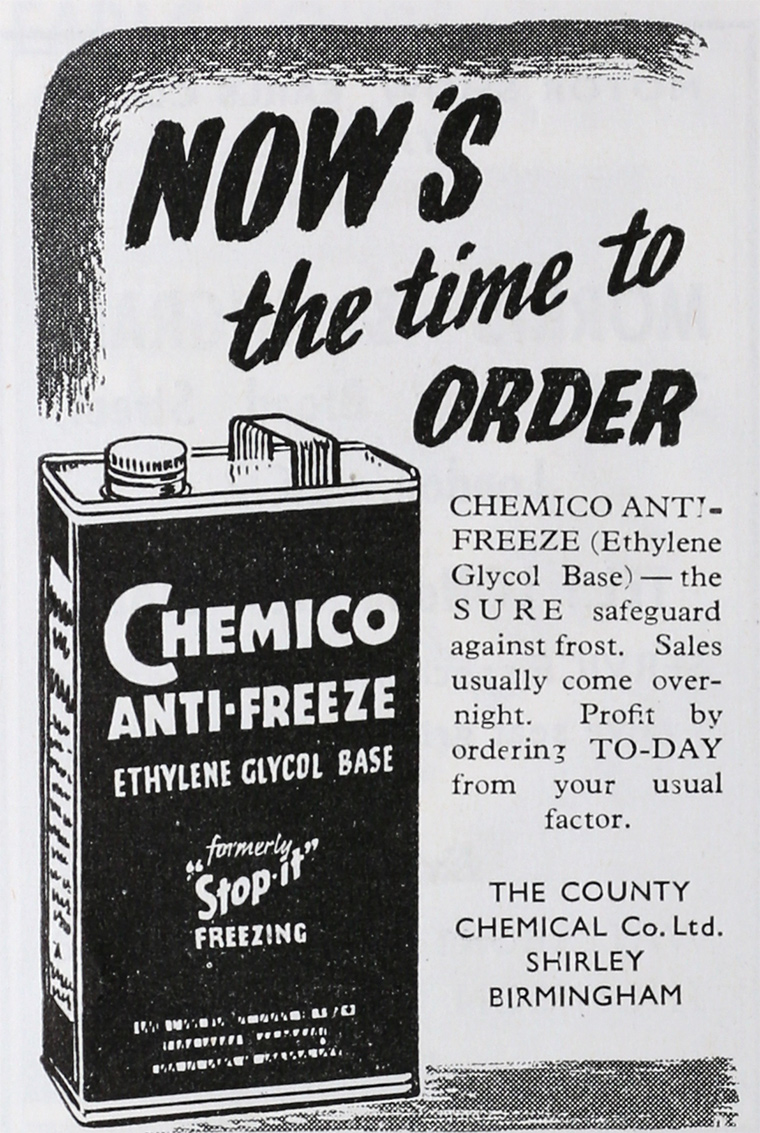 NOW'S
the time to
ORDER
CHEMICO ANTI-
FREEZE (Ethylene
Glycol Base) — the
SURE safeguard
against frost. Sales
usually come over-
night. Profit by
ordering TO-DAY
from your usual
factor.
THE COUNTY
CHEMICAL Co. Ltd.
SHIRLEY
BIRMINGHAM
CHEMICO
ANTI-FREEZE
ETHYLENE GLYCOL BASE
formerly
"Stop-it"
FREEZING